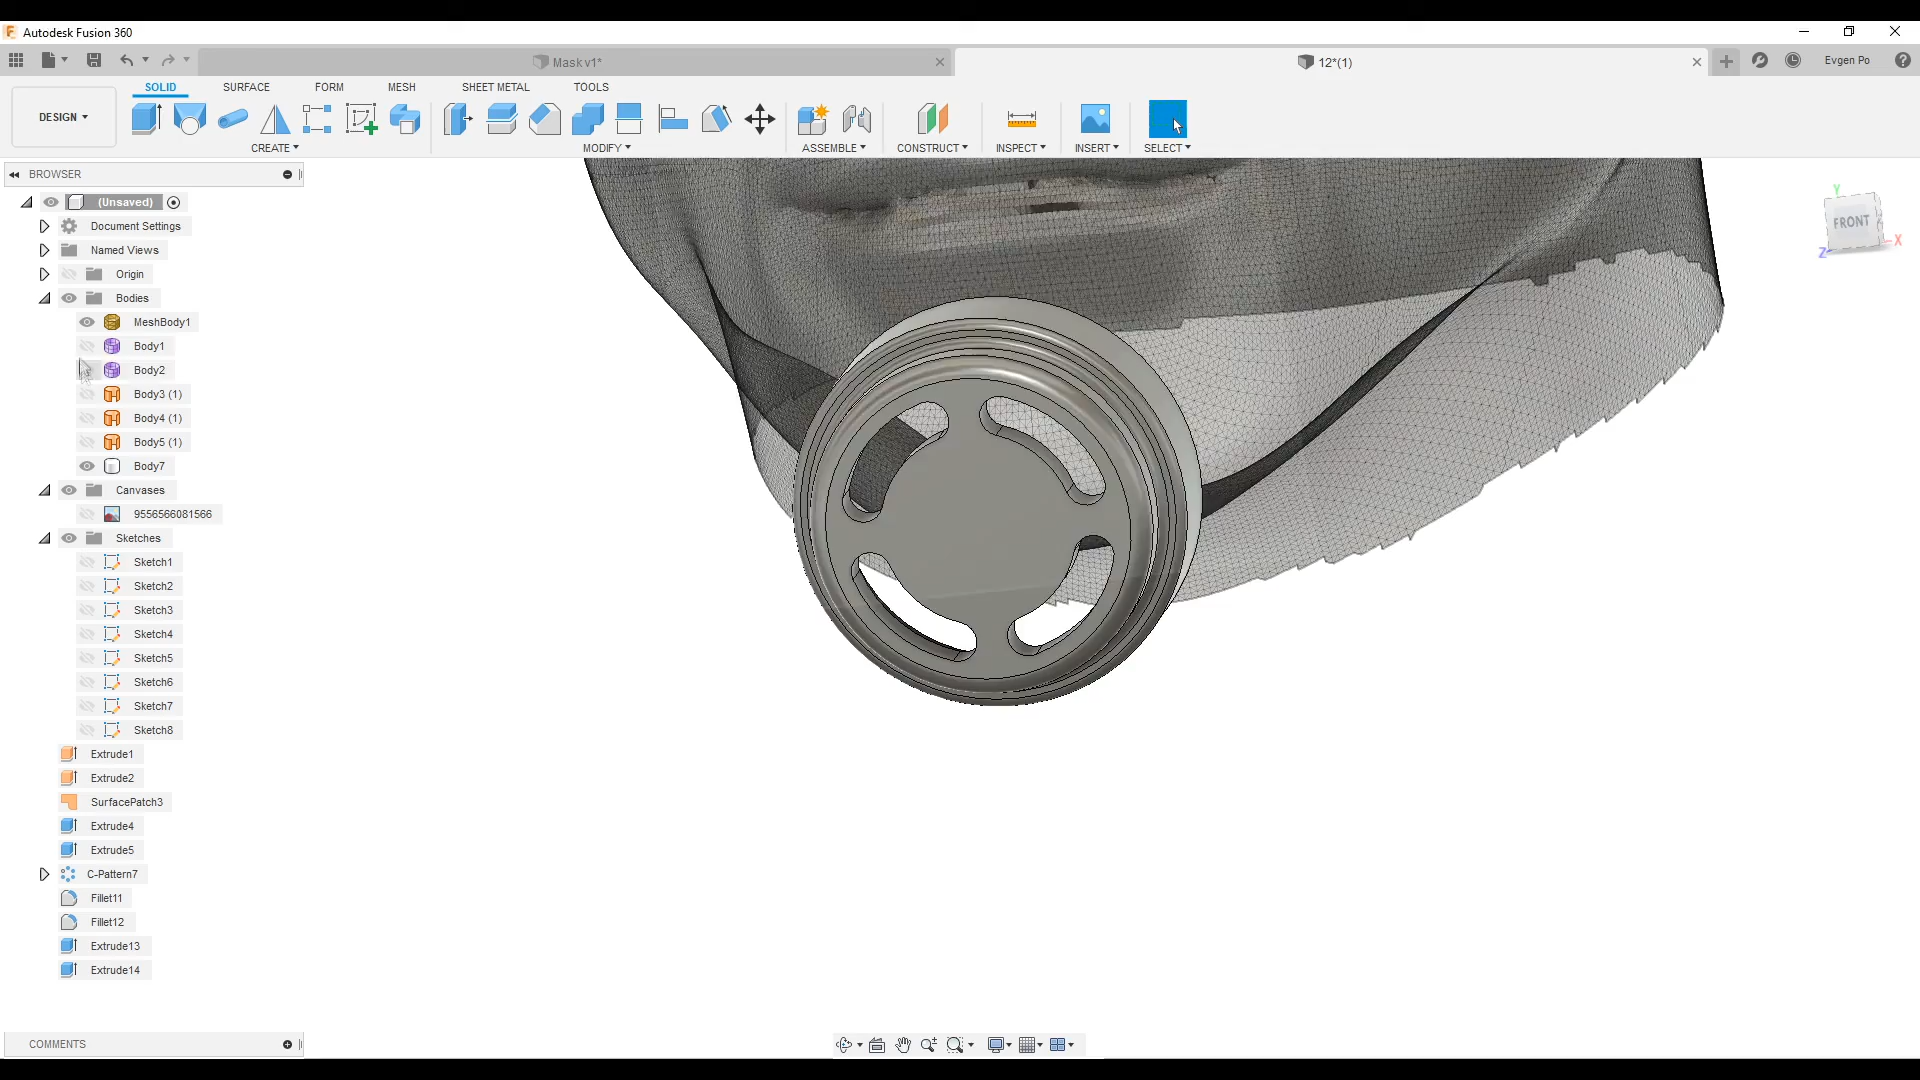 Autodesk Fusion 360
Mask v1*
12*(1)
Evgen Po
DESIGN
SOLID
SURFACE
FORM
MESH
SHEET METAL
TOOLS
CREATE
MODIFY
ASSEMBLE
CONSTRUCT
INSPECT
INSERT
SELECT
BROWSER
(Unsaved)
Document Settings
Named Views
Origin
Bodies
MeshBody1
Body1
Body2
Body3 (1)
Body4 (1)
Body5 (1)
Body7
Canvases
9556566081566
Sketches
Sketch1
Sketch2
Sketch3
Sketch4
Sketch5
Sketch6
Sketch7
Sketch8
Extrude1
Extrude2
SurfacePatch3
Extrude4
Extrude5
C-Pattern7
Fillet11
Fillet12
Extrude13
Extrude14
COMMENTS
Y
FRONT
X
Z